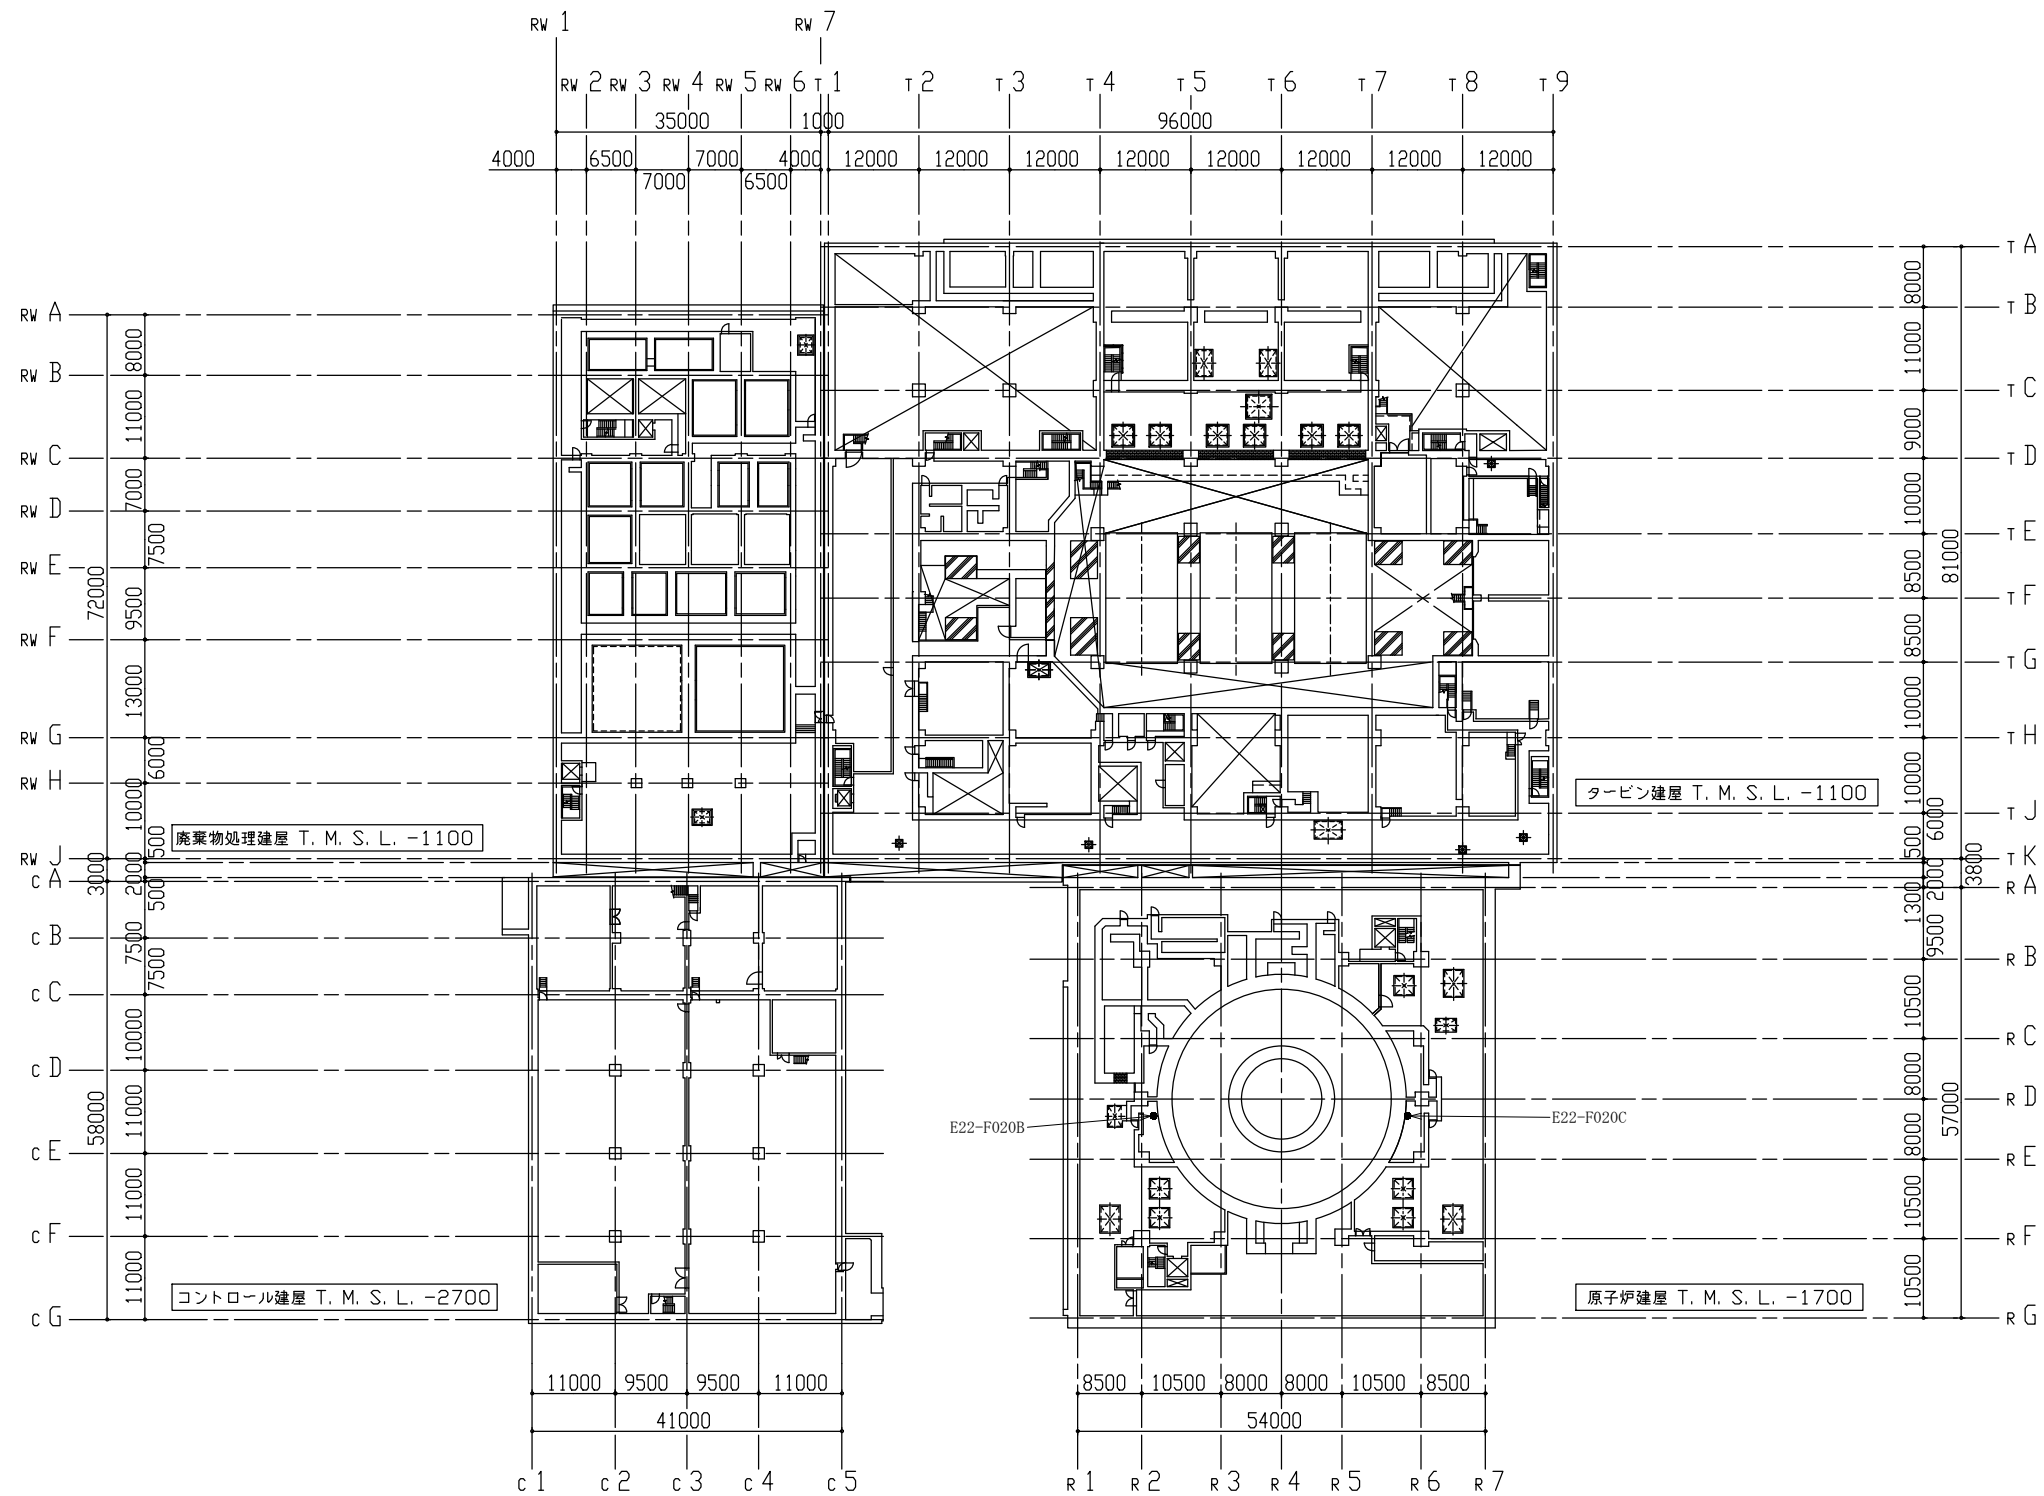 RW 1
RW 7
RW 2 RW 3 RW 4 RW 5 RW 6 T 1 T 2 T 3 T 4 T 5 T 6 T 7 T 8 T 9
35000 1000 96000
4000 6500 7000 4000 12000 12000 12000 12000 12000 12000 12000 12000
7000 6500
RW A
RW B
RW C
RW D
RW E
RW F
RW G
RW H
RW J
C A
C B
C C
C D
C E
C F
C G
8000
11000
7000
7500
9500
13000
6000
10000
500
2000
500
7500
7500
10000
11000
11000
11000
72000
3000
58000
T A
T B
T C
T D
T E
T F
T G
T H
T J
T K
R A
R B
R C
R D
R E
R F
R G
8000
11000
9000
10000
8500
8500
10000
10000
6000
500
2000
1300
9500
10500
8000
8000
10500
10500
81000
3800
57000
タービン建屋 T. M. S. L. -1100
廃棄物処理建屋 T. M. S. L. -1100
E22-F020B
E22-F020C
コントロール建屋 T. M. S. L. -2700
原子炉建屋 T. M. S. L. -1700
11000 9500 9500 11000
41000
8500 10500 8000 8000 10500 8500
54000
C 1 C 2 C 3 C 4 C 5 R 1 R 2 R 3 R 4 R 5 R 6 R 7